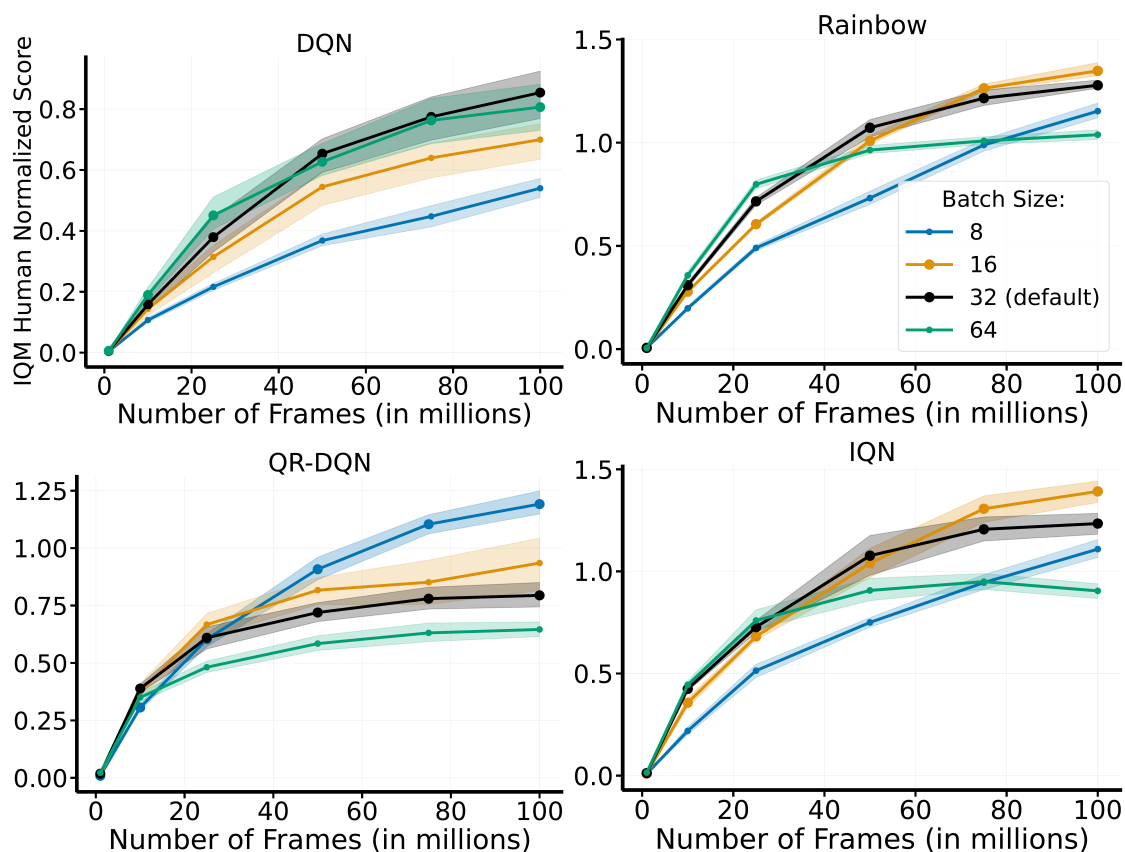 DQN
IQM Human Normalized Score
0.8
0.6
0.4
0.2
0.0
0 20 40 60 80 100
Number of Frames (in millions)
Rainbow
1.5
1.0
0.5
0.0
Batch Size:
8
16
32 (default)
64
0 20 40 60 80 100
Number of Frames (in millions)
QR-DQN
1.25
1.00
0.75
0.50
0.25
0.00
0 20 40 60 80 100
Number of Frames (in millions)
IQN
1.5
1.0
0.5
0.0
0 20 40 60 80 100
Number of Frames (in millions)